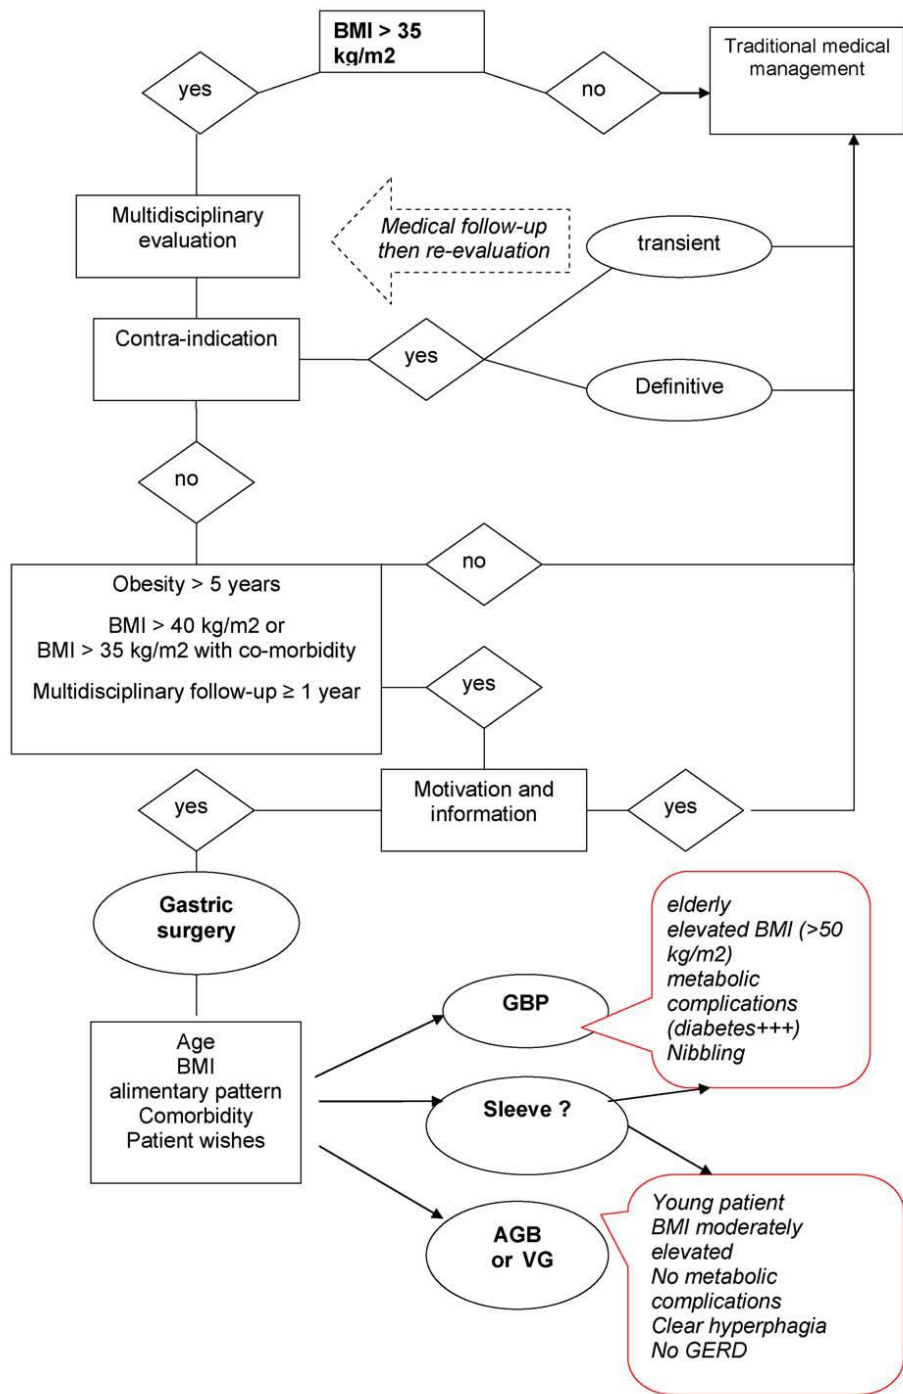 BMI > 35
kg/m2
Traditional medical
management
yes
no
Multidisciplinary
evaluation
Medical follow-up
then re-evaluation
transient
Contra-indication
yes
Definitive
no
no
Obesity > 5 years
BMI > 40 kg/m2 or
BMI > 35 kg/m2 with co-morbidity
Multidisciplinary follow-up ≥ 1 year
yes
yes
Motivation and
information
yes
Gastric
surgery
elderly
elevated BMI (>50
kg/m2)
metabolic
complications
(diabetes+++)
Nibbling
GBP
Age
BMI
alimentary pattern
Comorbidity
Patient wishes
Sleeve ?
AGB
or VG
Young patient
BMI moderately
elevated
No metabolic
complications
Clear hyperphagia
No GERD